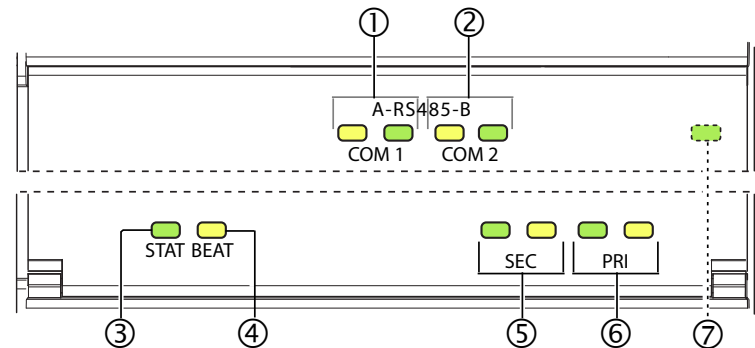 ① ②
A-RS485-B
COM 1 COM 2
STAT BEAT
SEC PRI
③ ④ ⑤ ⑥ ⑦